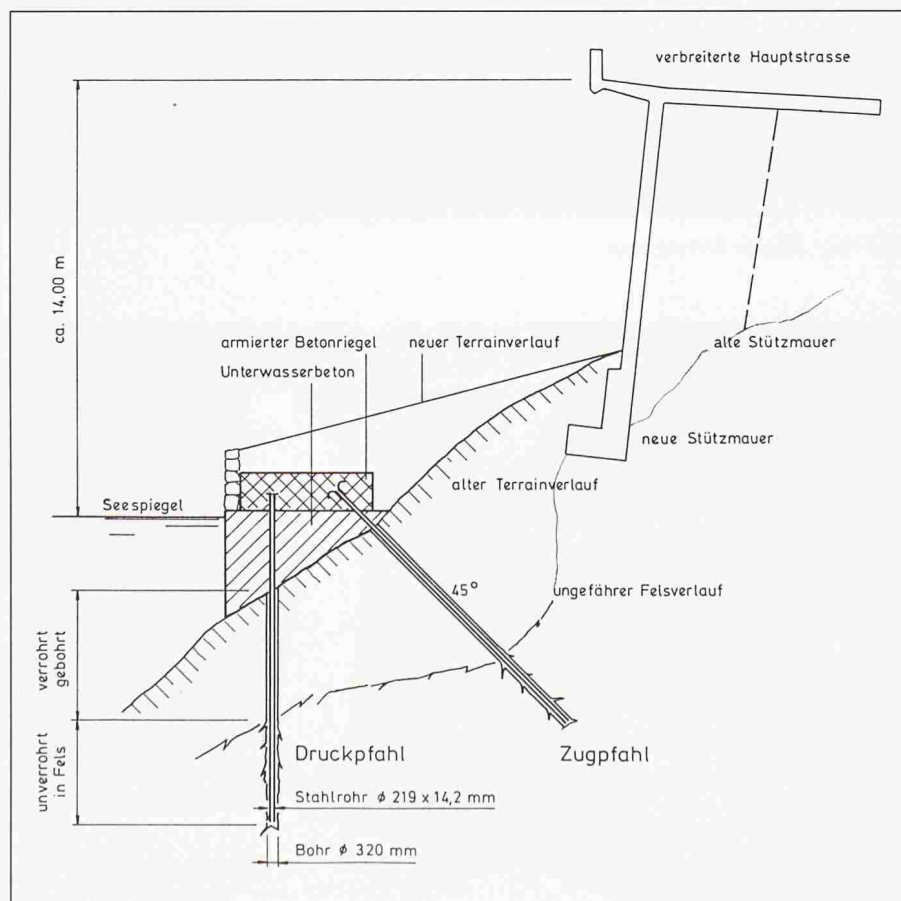 verbreiterte Hauptstrasse
ca. 14,00 m
armierter Betonriegel
neuer Terrainverlauf
alte Stützmauer
Unterwasserbeton
neue Stützmauer
alter Terrainverlauf
Seespiegel
45°
ungefährer Felsverlauf
verrohrt
gebohrt
unverrohrt
in Fels
Druckpfahl
Zugpfahl
Stahlrohr ϕ 219 x 14,2 mm
Bohr ϕ 320 mm